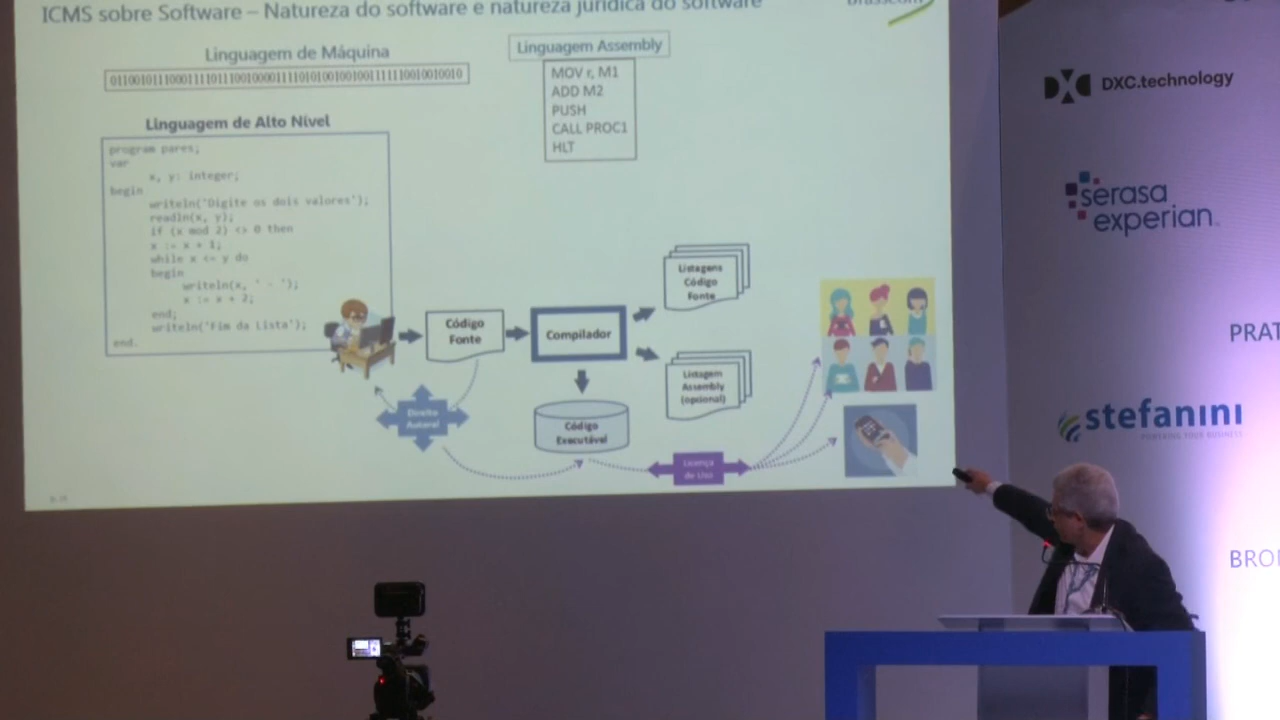 ICMS sobre Software – Natureza do software e natureza jurídica do software
Brasscom
Linguagem de Máquina
Linguagem Assembly
MOV r, M1
ADD M2
PUSH
CALL PROC1
HLT
Linguagem de Alto Nível
program pares;
var
x, y: integer;
begin
writeln('Digite os dois valores');
readln(x, y);
if (x mod 2) <> 0 then
x := x + 1;
while x <= y do
begin
writeln(x, ' - ');
x := x + 2;
end;
writeln('Fim da Lista');
end.
Código
Fonte
Compilador
Listagens
Código
Fonte
Listagem
Assembly
(opcional)
Direito
Autoral
Código
Executável
Licença
de Uso
DXC.technology
serasa
experian
PRAT
stefanini
BRO